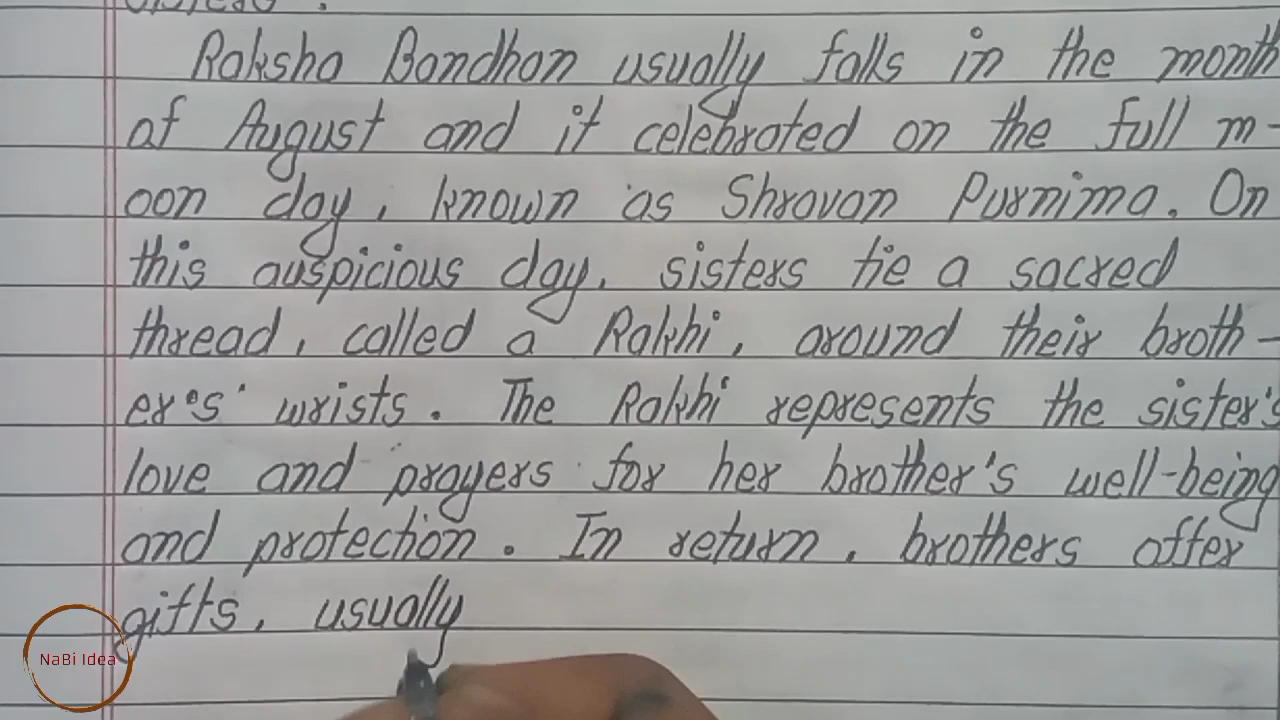 Raksha Bandhan usually falls in the month
of August and it celebrated on the full m-
oon day, known as Shravan Purnima. On
this auspicious day, sisters tie a sacred
thread, called a Rakhi, around their broth-
er's' wrists. The Rakhi represents the sister's
love and prayers for her brother's well-being
and protection. In return, brothers offer
gifts, usually
NaBi Idea